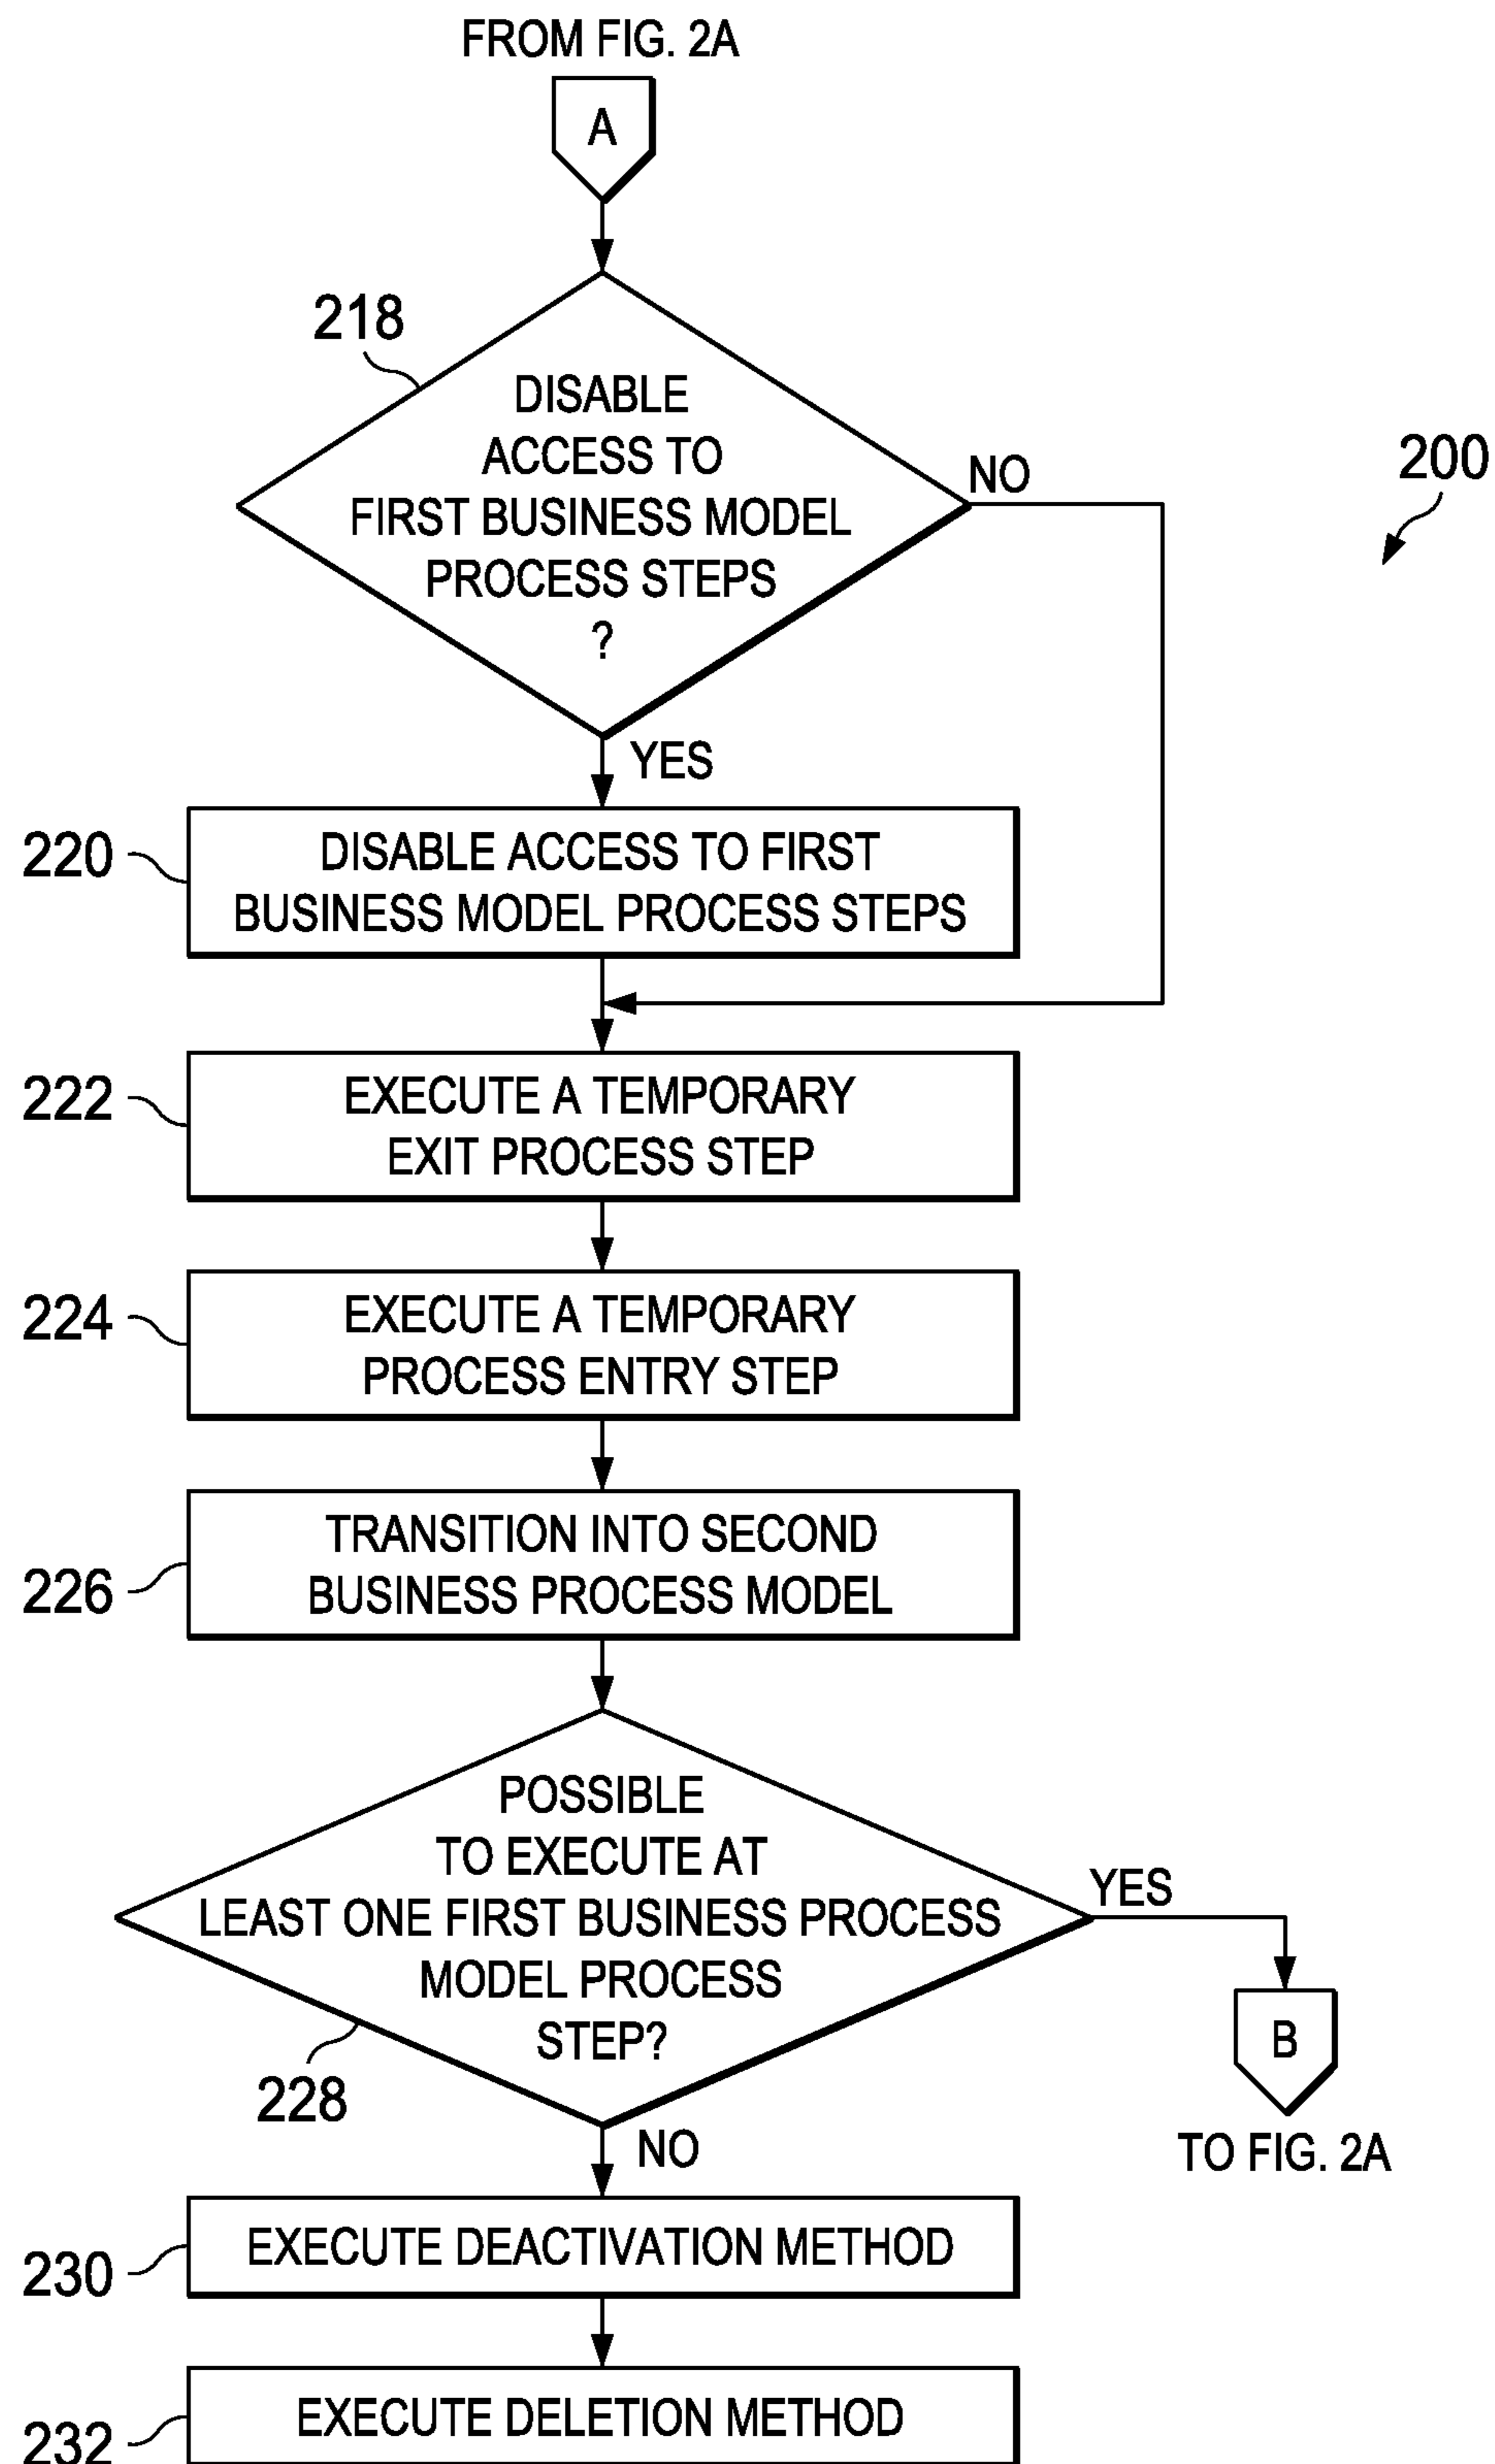 FROM FIG. 2A
A
218
DISABLE
ACCESS TO
FIRST BUSINESS MODEL
PROCESS STEPS
?
NO
200
YES
220
DISABLE ACCESS TO FIRST
BUSINESS MODEL PROCESS STEPS
222
EXECUTE A TEMPORARY
EXIT PROCESS STEP
224
EXECUTE A TEMPORARY
PROCESS ENTRY STEP
226
TRANSITION INTO SECOND
BUSINESS PROCESS MODEL
POSSIBLE
TO EXECUTE AT
LEAST ONE FIRST BUSINESS PROCESS
MODEL PROCESS
STEP?
YES
228
B
TO FIG. 2A
NO
230
EXECUTE DEACTIVATION METHOD
232
EXECUTE DELETION METHOD